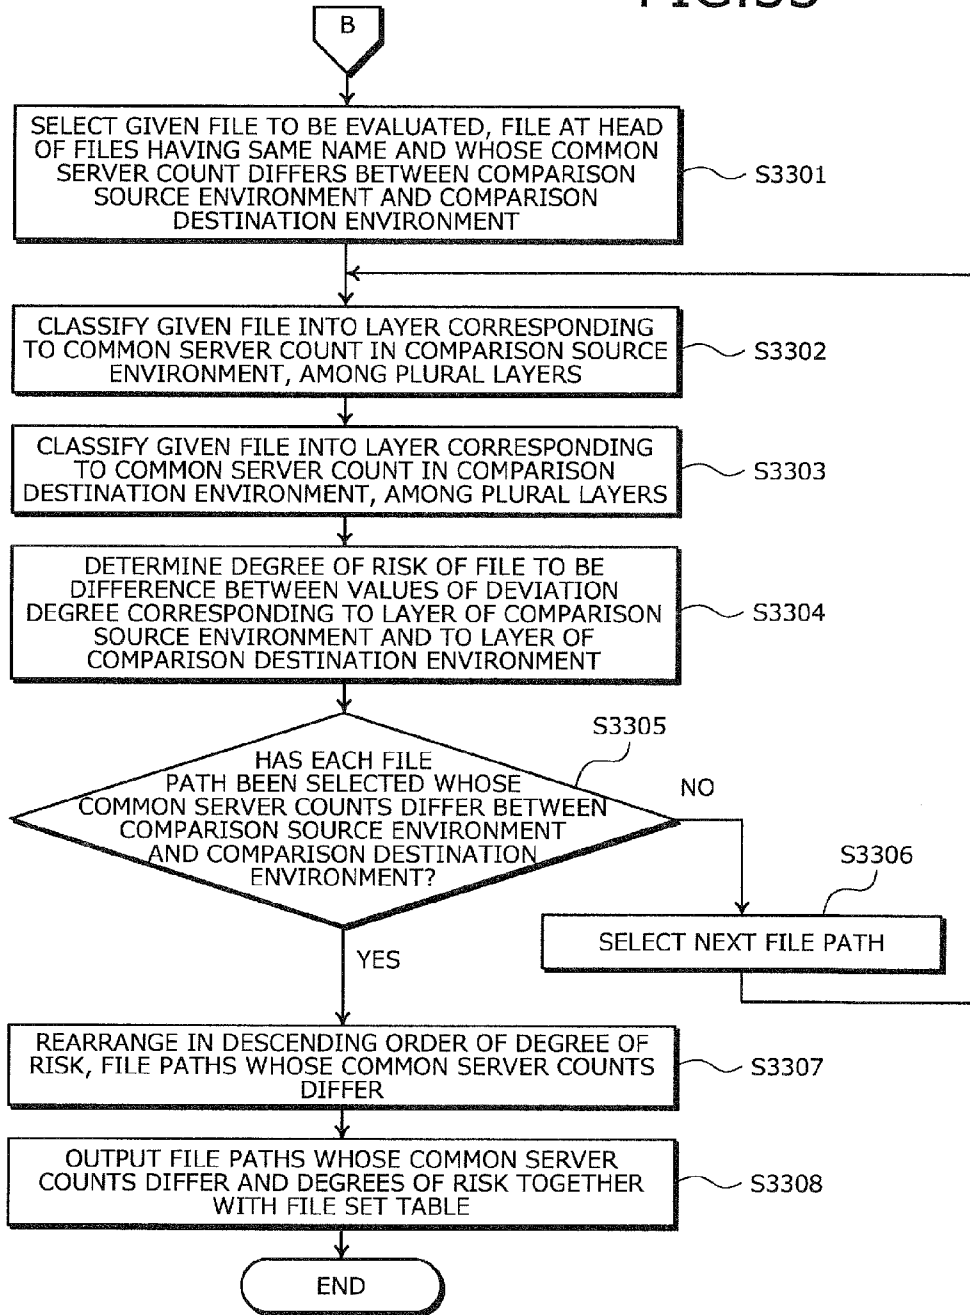 B
SELECT GIVEN FILE TO BE EVALUATED, FILE AT HEAD
OF FILES HAVING SAME NAME AND WHOSE COMMON
SERVER COUNT DIFFERS BETWEEN COMPARISON
SOURCE ENVIRONMENT AND COMPARISON
DESTINATION ENVIRONMENT
S3301
CLASSIFY GIVEN FILE INTO LAYER CORRESPONDING
TO COMMON SERVER COUNT IN COMPARISON SOURCE
ENVIRONMENT, AMONG PLURAL LAYERS
S3302
CLASSIFY GIVEN FILE INTO LAYER CORRESPONDING
TO COMMON SERVER COUNT IN COMPARISON
DESTINATION ENVIRONMENT, AMONG PLURAL LAYERS
S3303
DETERMINE DEGREE OF RISK OF FILE TO BE
DIFFERENCE BETWEEN VALUES OF DEVIATION
DEGREE CORRESPONDING TO LAYER OF COMPARISON
SOURCE ENVIRONMENT AND TO LAYER OF
COMPARISON DESTINATION ENVIRONMENT
S3304
S3305
HAS EACH FILE
PATH BEEN SELECTED WHOSE
COMMON SERVER COUNTS DIFFER BETWEEN
COMPARISON SOURCE ENVIRONMENT
AND COMPARISON DESTINATION
ENVIRONMENT?
NO
S3306
SELECT NEXT FILE PATH
YES
REARRANGE IN DESCENDING ORDER OF DEGREE OF
RISK, FILE PATHS WHOSE COMMON SERVER COUNTS
DIFFER
S3307
OUTPUT FILE PATHS WHOSE COMMON SERVER
COUNTS DIFFER AND DEGREES OF RISK TOGETHER
WITH FILE SET TABLE
S3308
END